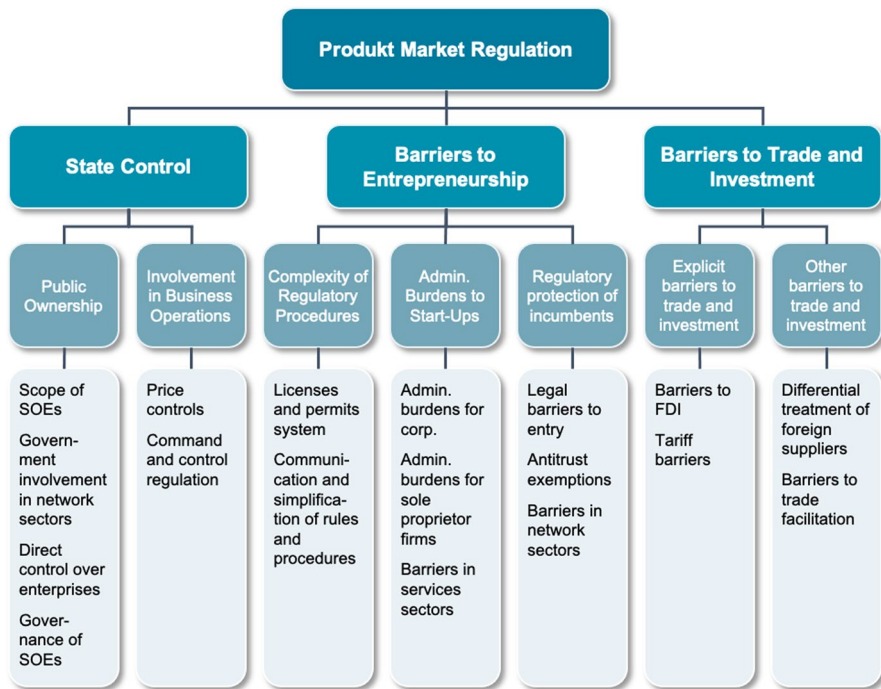 Produkt Market Regulation
State Control
Barriers to
Entrepreneurship
Barriers to Trade and
Investment
Public
Ownership
Involvement
in Business
Operations
Complexity of
Regulatory
Procedures
Admin.
Burdens to
Start-Ups
Regulatory
protection of
incumbents
Explicit
barriers to
trade and
investment
Other
barriers to
trade and
investment
Scope of
SOEs
Govern-
ment
involvement
in network
sectors
Direct
control over
enterprises
Gover-
nance of
SOEs
Price
controls
Command
and control
regulation
Licenses
and permits
system
Communi-
cation and
simplifica-
tion of rules
and
procedures
Admin.
burdens for
corp.
Admin.
burdens for
sole
proprietor
firms
Barriers in
services
sectors
Legal
barriers to
entry
Antitrust
exemptions
Barriers in
network
sectors
Barriers to
FDI
Tariff
barriers
Differential
treatment of
foreign
suppliers
Barriers to
trade
facilitation